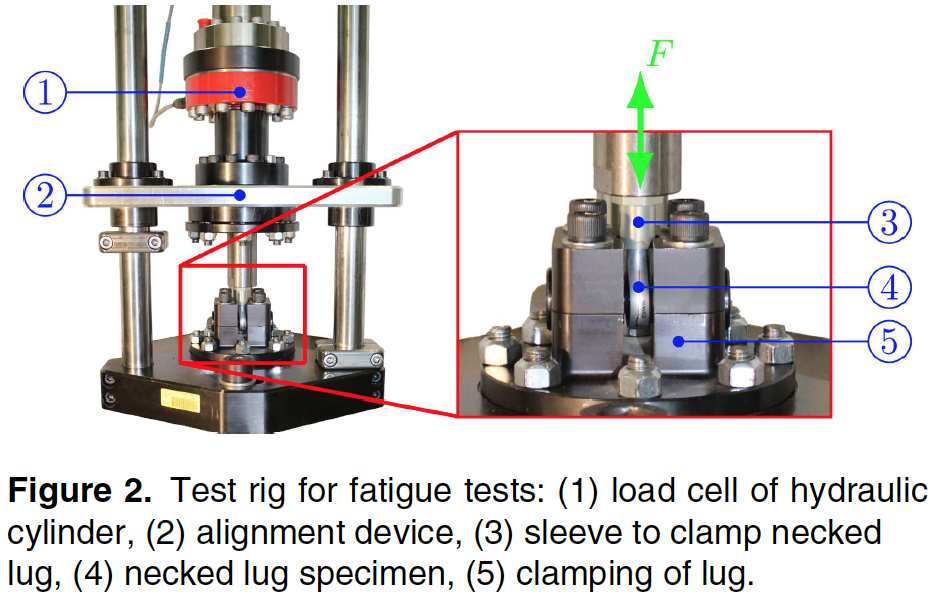 F
1
2
3
4
5
Figure 2. Test rig for fatigue tests: (1) load cell of hydraulic
cylinder, (2) alignment device, (3) sleeve to clamp necked
lug, (4) necked lug specimen, (5) clamping of lug.